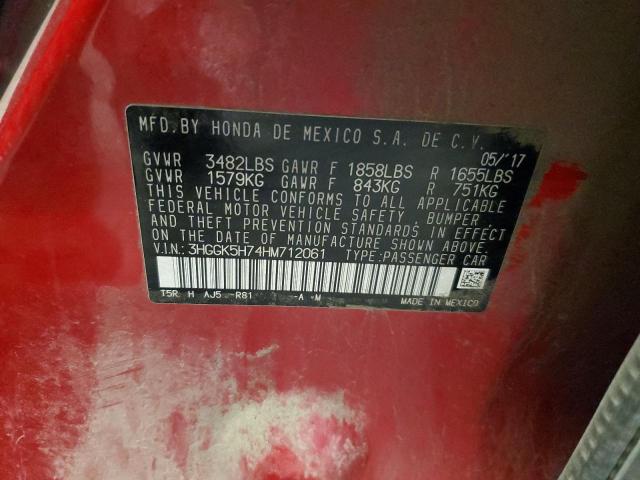 MFD.BY HONDA DE MEXICO S.A. DE C.V. 05/'17
GVWR 3482LBS GAWR F 1858LBS R 1655LBS
GVWR 1579KG GAWR F 843KG R 751KG
THIS VEHICLE CONFORMS TO ALL APPLICABLE
FEDERAL MOTOR VEHICLE SAFETY, BUMPER,
AND THEFT PREVENTION STANDARDS IN EFFECT
ON THE DATE OF MANUFACTURE SHOWN ABOVE.
V.I.N.: 3HGGK5H74HM712061 TYPE:PASSENGER CAR
T5R H AJ5 -R81 -A -M MADE IN MEXICO